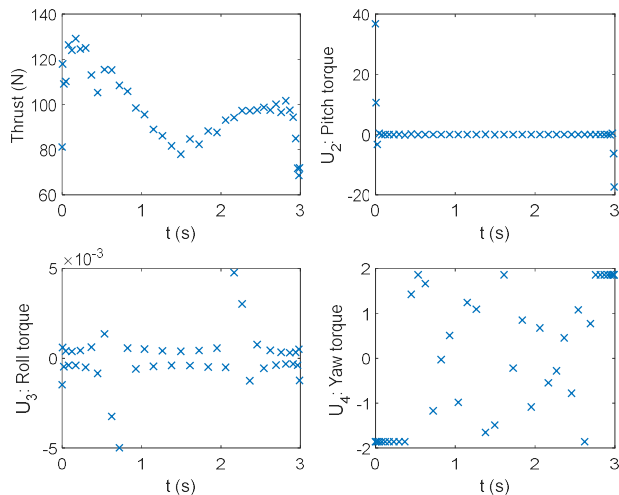 140
120
100
80
60
Thrust (N)
0 1 2 3
t (s)
40
20
0
-20
U2: Pitch torque
0 1 2 3
t (s)
×10-3
5
0
-5
U3: Roll torque
0 1 2 3
t (s)
2
1
0
-1
-2
U4: Yaw torque
0 1 2 3
t (s)